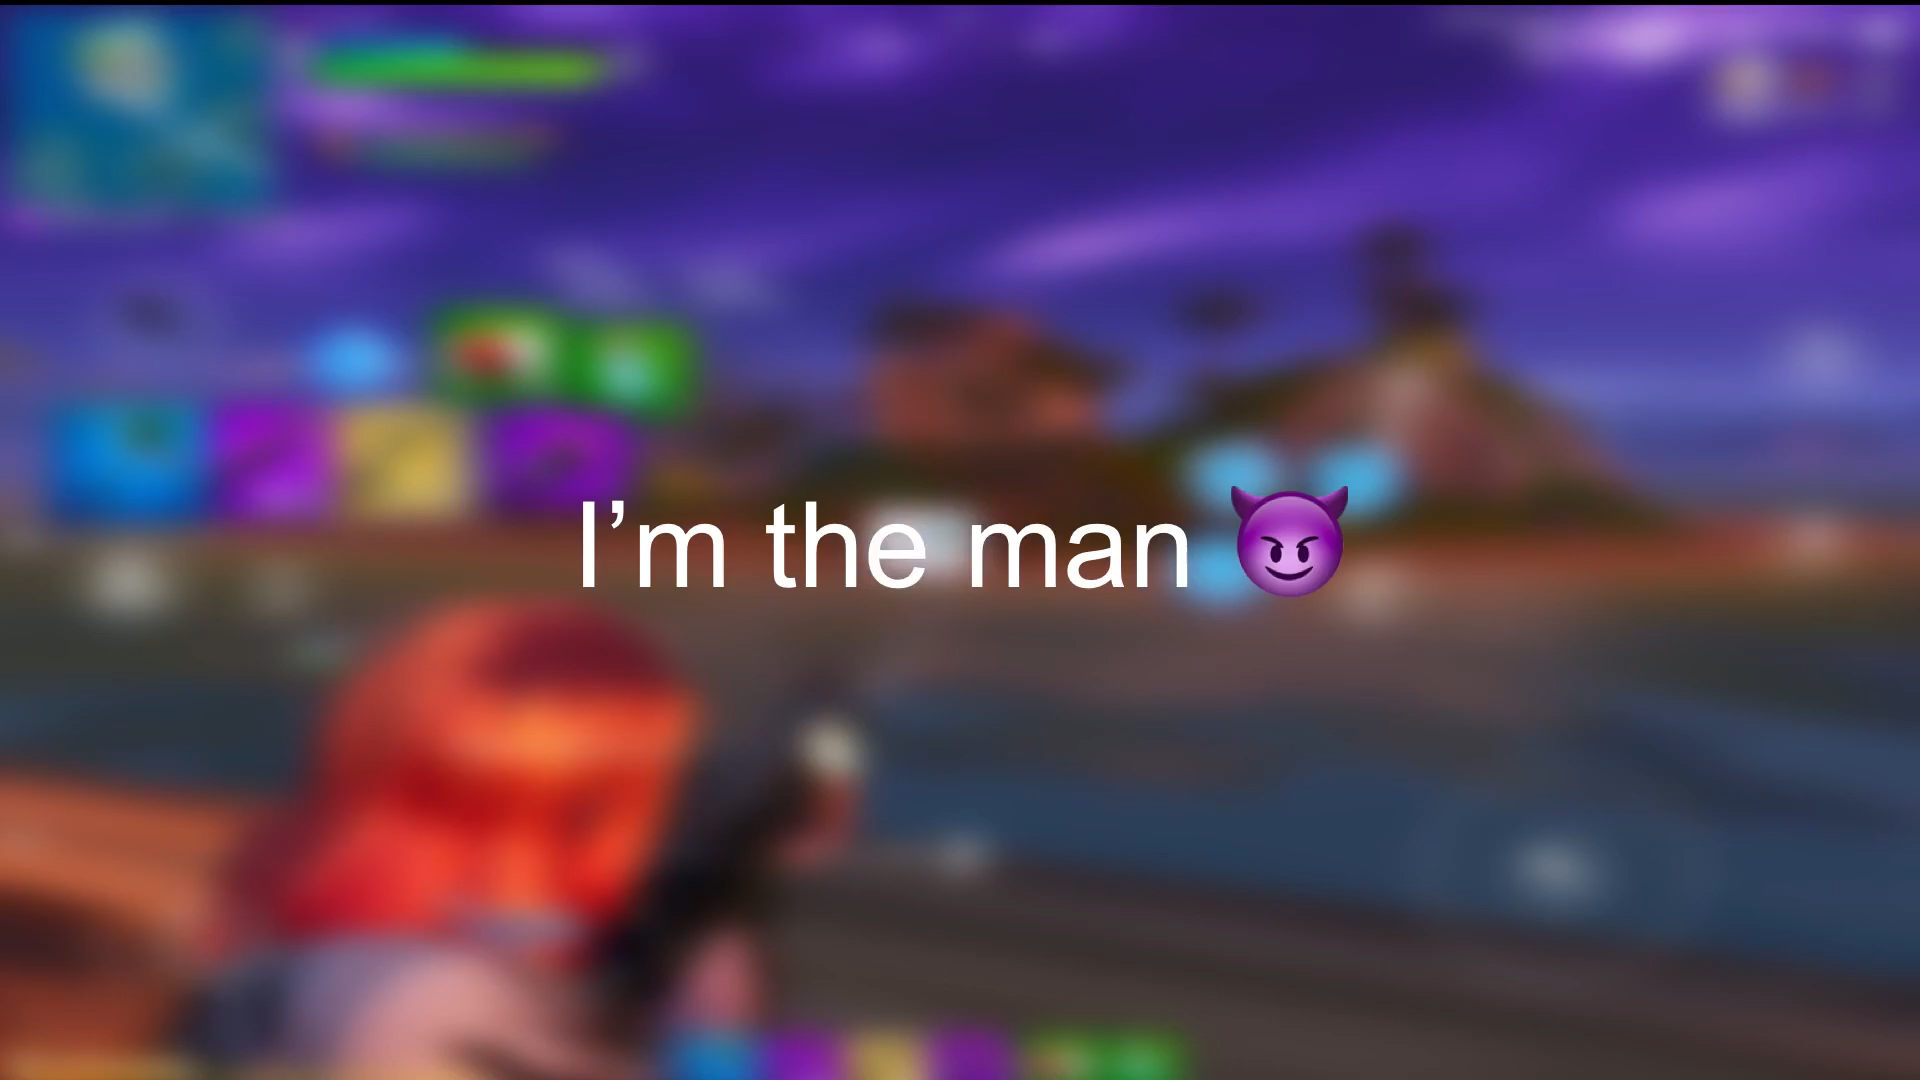 I’m the man 😈